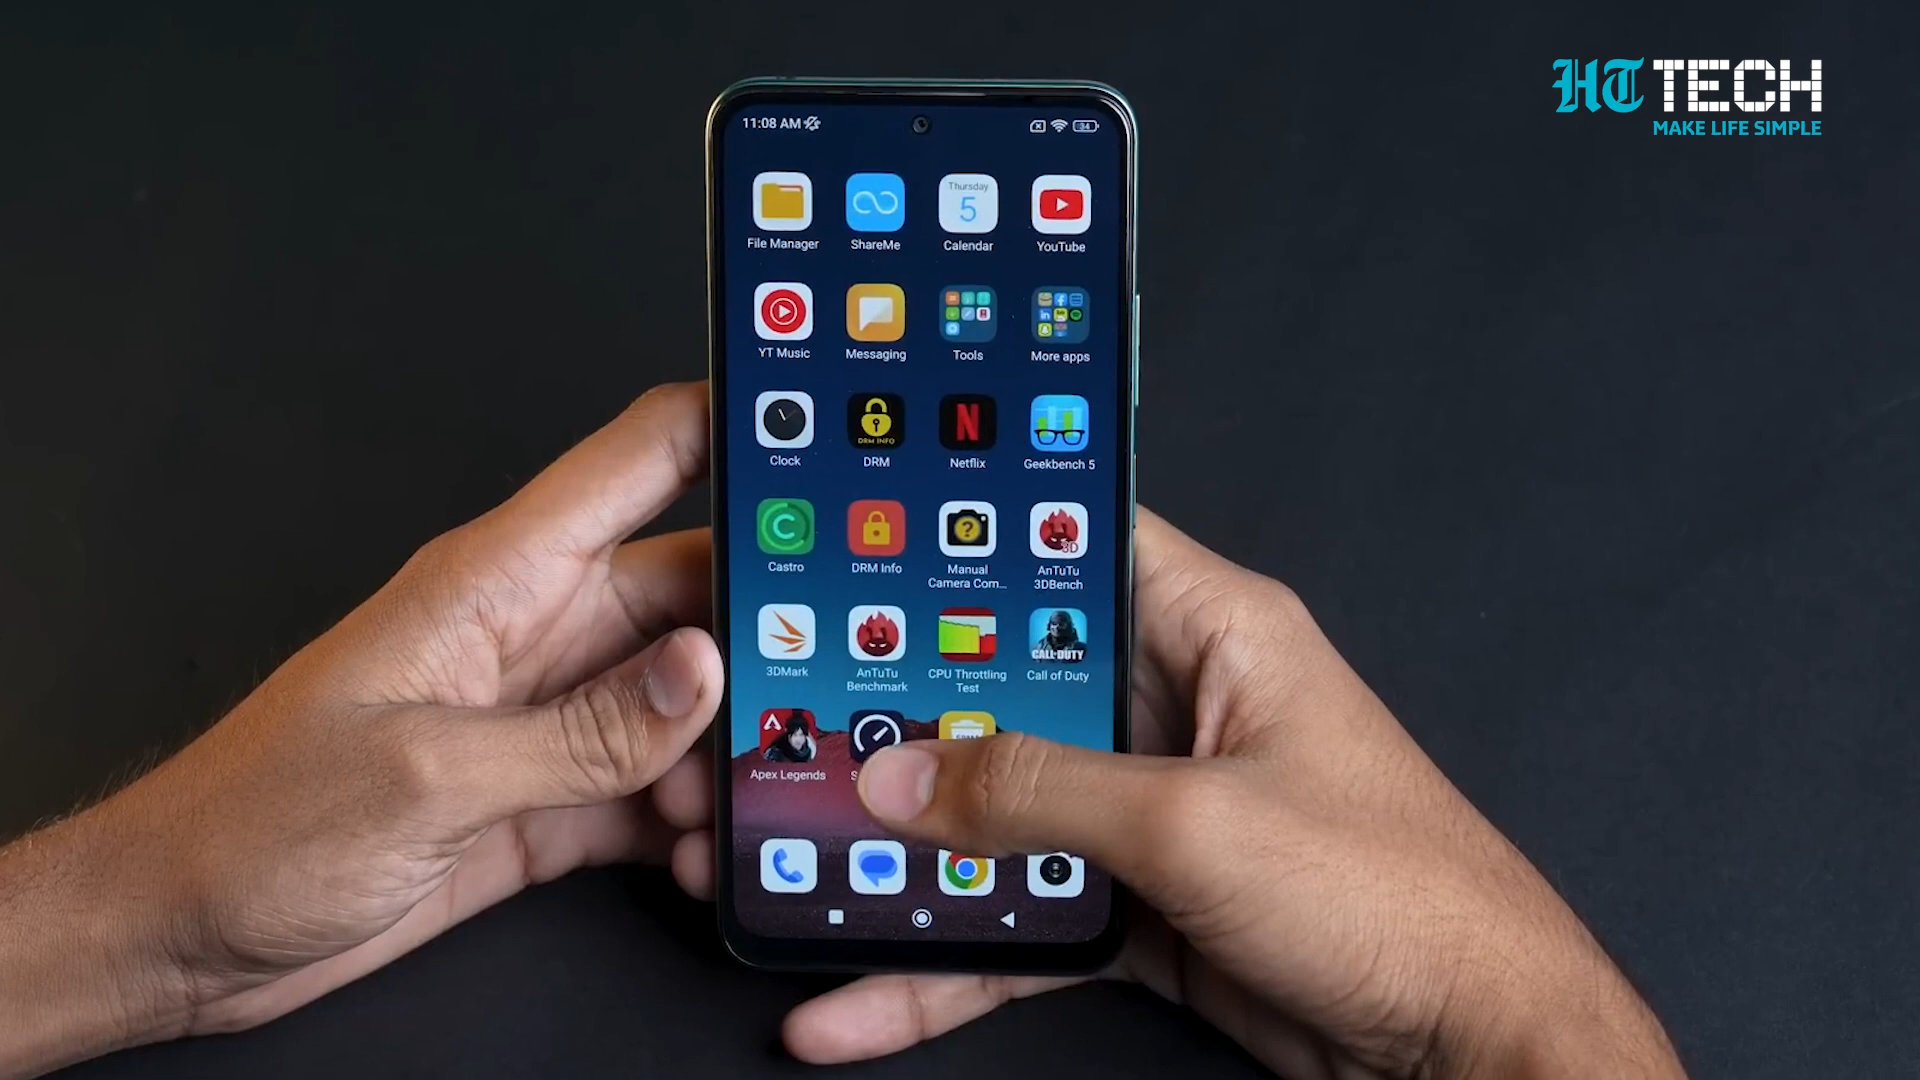 HT TECH
MAKE LIFE SIMPLE
11:08 AM
34
File Manager
ShareMe
Thursday
5
Calendar
YouTube
YT Music
Messaging
Tools
More apps
Clock
DRM INFO
DRM
N
Netflix
Geekbench 5
C
Castro
DRM Info
?
Manual
Camera Com...
3D
AnTuTu
3DBench
3DMark
AnTuTu
Benchmark
CPU Throttling
Test
CALL·DUTY
Call of Duty
Apex Legends